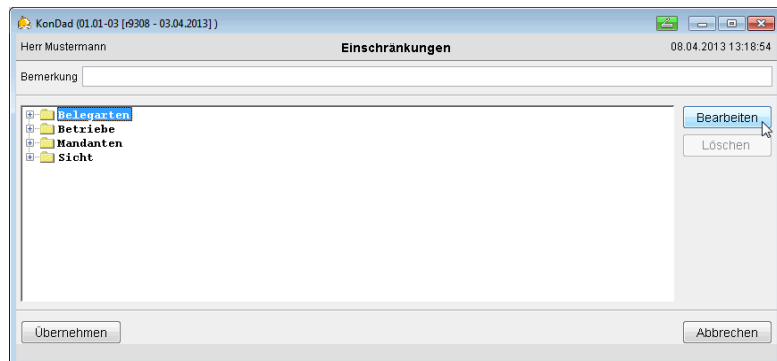 KonDad (01.01-03 [r9308 - 03.04.2013] )
Herr Mustermann Einschränkungen 08.04.2013 13:18:54
Bemerkung
Belegarten
Betriebe
Mandanten
Sicht
Bearbeiten
Löschen
Übernehmen Abbrechen